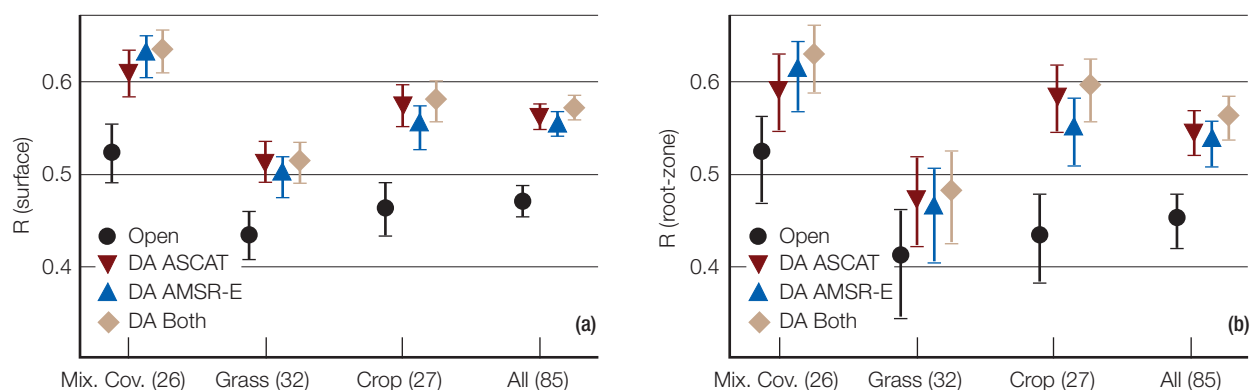 R (surface)
0.6
0.5
0.4
Open
DA ASCAT
DA AMSR-E
DA Both
(a)
Mix. Cov. (26) Grass (32) Crop (27) All (85)
R (root-zone)
0.6
0.5
0.4
Open
DA ASCAT
DA AMSR-E
DA Both
(b)
Mix. Cov. (26) Grass (32) Crop (27) All (85)